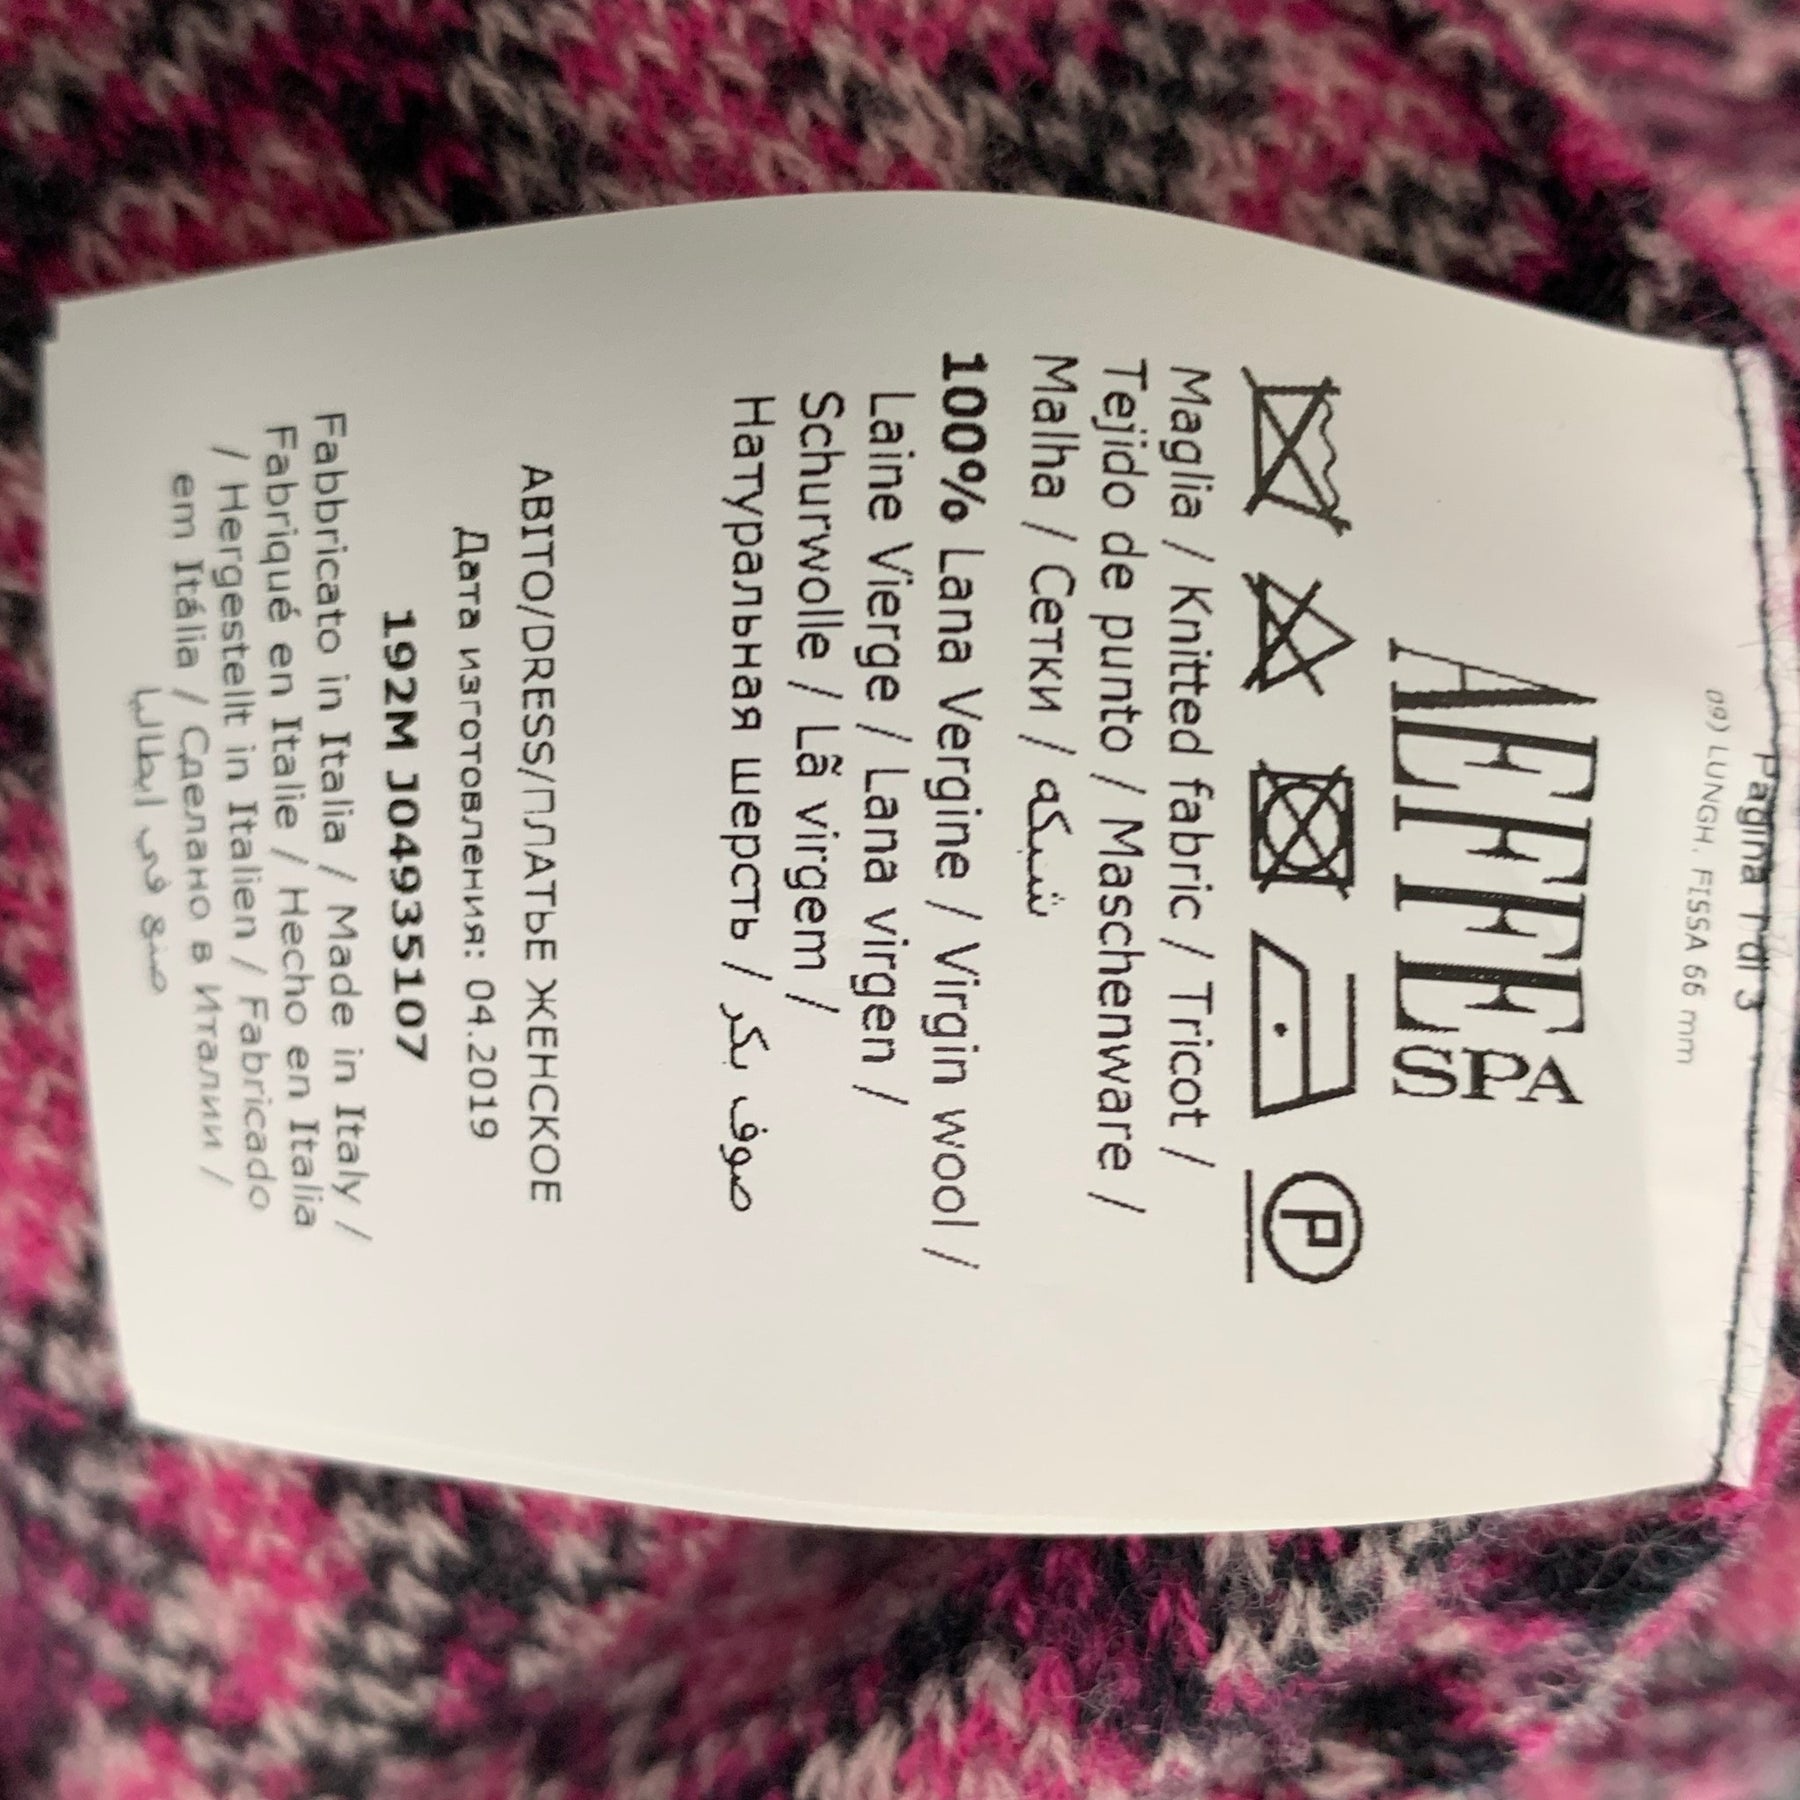 Pagina 1 di 3
09) LUNGH. FISSA 66 mm
AEFFE SPA
P
Maglia / Knitted fabric / Tricot /
Tejido de punto / Maschenware /
Malha / Сетки / شبكه
100% Lana Vergine / Virgin wool /
Laine Vierge / Lana virgen /
Schurwolle / Lã virgem /
Натуральная шерсть / صوف بكر
ABITO/DRESS/ПЛАТЬЕ ЖЕНСКОЕ
Дата изготовления: 04.2019
192M J04935107
Fabbricato in Italia / Made in Italy /
Fabriqué en Italie / Hecho en Italia
/ Hergestellt in Italien / Fabricado
em Itália / Сделано в Италии /
صنع في ايطاليا